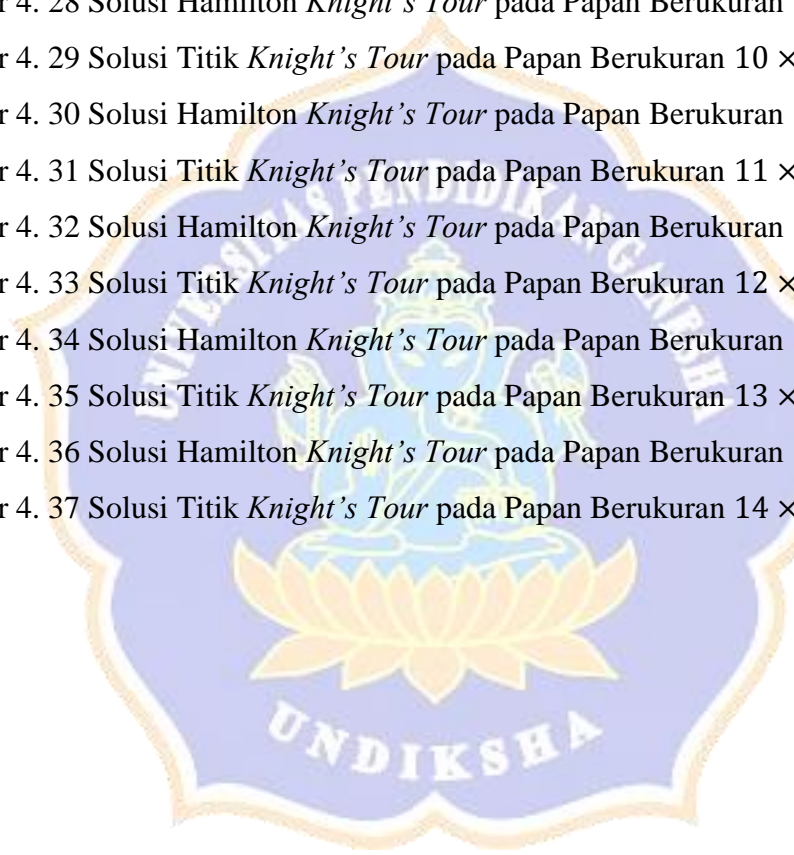 r 4. 28 Solusi Hamilton Knight's Tour pada Papan Berukuran
r 4. 29 Solusi Titik Knight's Tour pada Papan Berukuran 10 ×
r 4. 30 Solusi Hamilton Knight's Tour pada Papan Berukuran
r 4. 31 Solusi Titik Knight's Tour pada Papan Berukuran 11 ×
r 4. 32 Solusi Hamilton Knight's Tour pada Papan Berukuran
r 4. 33 Solusi Titik Knight's Tour pada Papan Berukuran 12 ×
r 4. 34 Solusi Hamilton Knight's Tour pada Papan Berukuran
r 4. 35 Solusi Titik Knight's Tour pada Papan Berukuran 13 ×
r 4. 36 Solusi Hamilton Knight's Tour pada Papan Berukuran
r 4. 37 Solusi Titik Knight's Tour pada Papan Berukuran 14 ×
UNIVERSITAS PENDIDIKAN GANESHA
UNDIKSHA